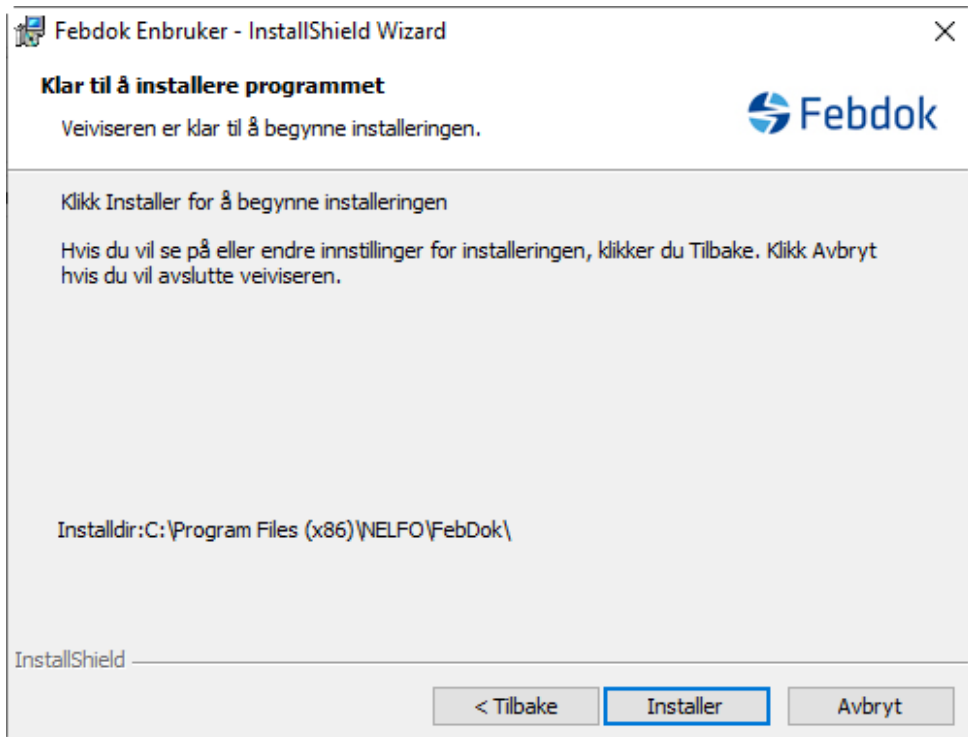 Febdok Enbruker - InstallShield Wizard
Klar til å installere programmet
Veiviseren er klar til å begynne installeringen.
Febdok
Klikk Installer for å begynne installeringen
Hvis du vil se på eller endre innstillinger for installeringen, klikker du Tilbake. Klikk Avbryt
hvis du vil avslutte veiviseren.
Installdir:C:\Program Files (x86)\NELFO\FebDok\
InstallShield
< Tilbake
Installer
Avbryt